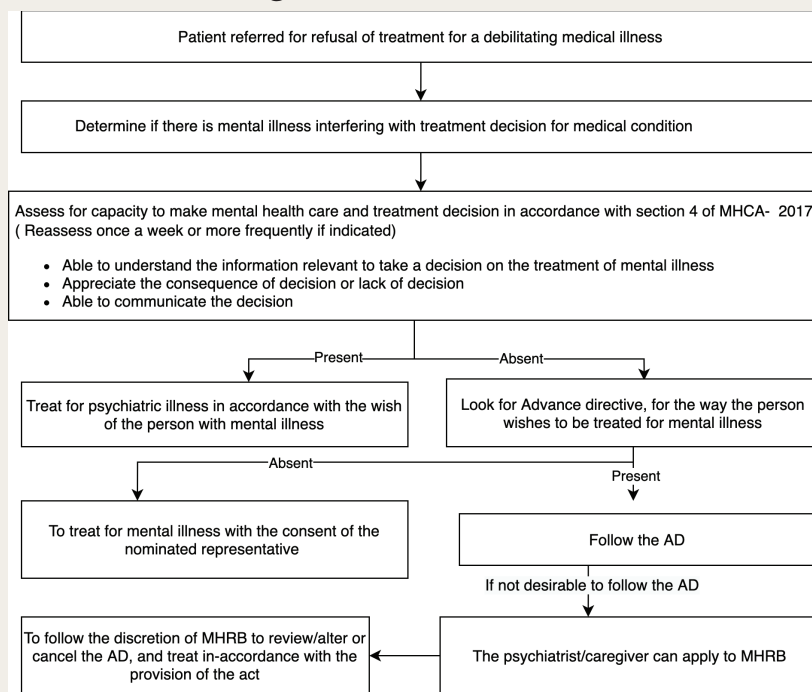 Patient referred for refusal of treatment for a debilitating medical illness
Determine if there is mental illness interfering with treatment decision for medical condition
Assess for capacity to make mental health care and treatment decision in accordance with section 4 of MHCA- 2017
( Reassess once a week or more frequently if indicated)
• Able to understand the information relevant to take a decision on the treatment of mental illness
• Appreciate the consequence of decision or lack of decision
• Able to communicate the decision
Present
Absent
Treat for psychiatric illness in accordance with the wish
of the person with mental illness
Look for Advance directive, for the way the person
wishes to be treated for mental illness
Absent
Present
To treat for mental illness with the consent of the
nominated representative
Follow the AD
If not desirable to follow the AD
To follow the discretion of MHRB to review/alter or
cancel the AD, and treat in-accordance with the
provision of the act
The psychiatrist/caregiver can apply to MHRB